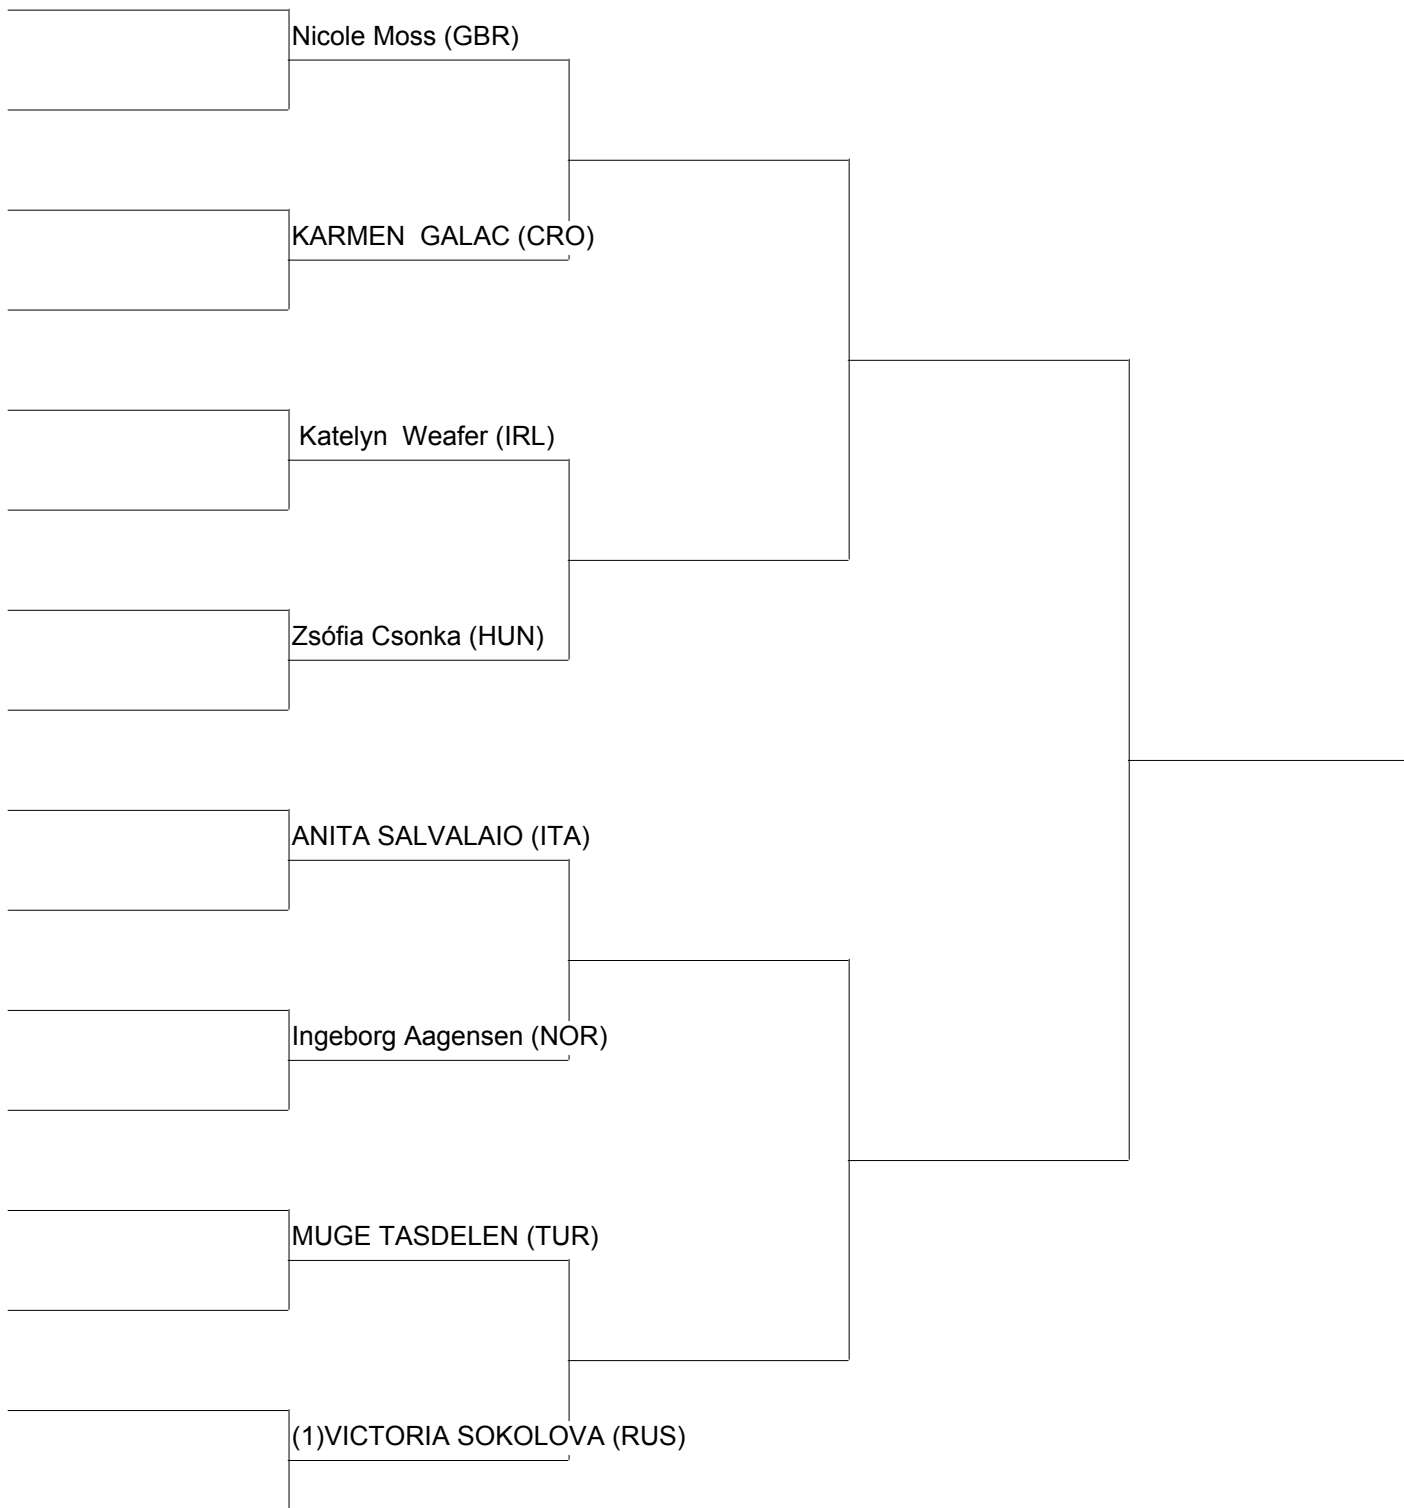 Nicole Moss (GBR)
KARMEN  GALAC (CRO)
Katelyn  Weafer (IRL)
Zsófia Csonka (HUN)
ANITA SALVALAIO (ITA)
Ingeborg Aagensen (NOR)
MUGE TASDELEN (TUR)
(1)VICTORIA SOKOLOVA (RUS)